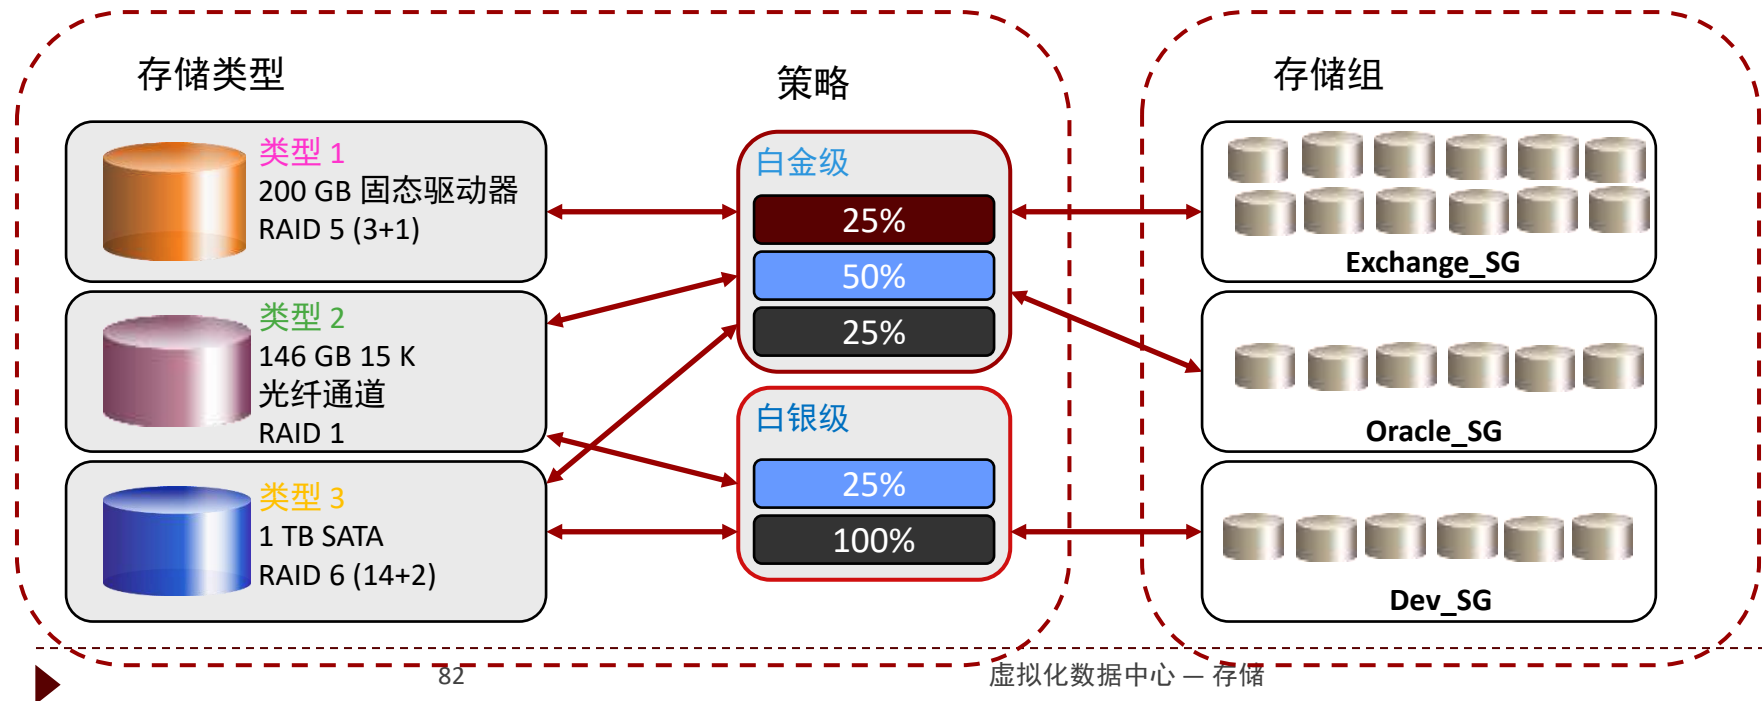 存储类型
策略
存储组
类型 1
200 GB 固态驱动器
RAID 5 (3+1)
类型 2
146 GB 15 K
光纤通道
RAID 1
类型 3
1 TB SATA
RAID 6 (14+2)
白金级
25%
50%
25%
白银级
25%
100%
Exchange_SG
Oracle_SG
Dev_SG
82
虚拟化数据中心 — 存储